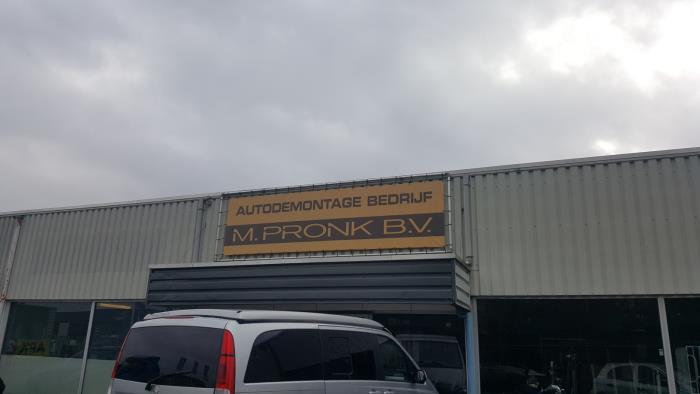 AUTODEMONTAGE BEDRIJF
M. PRONK B.V.